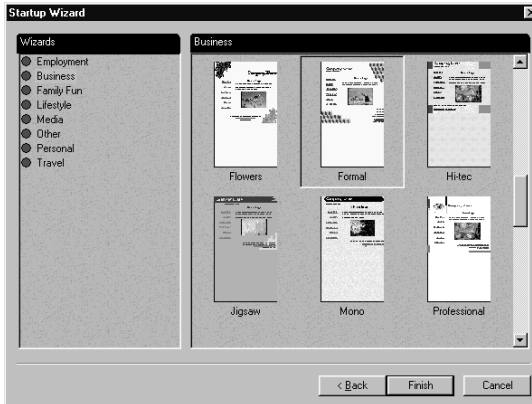 Startup Wizard
Wizards
Employment
Business
Family Fun
Lifestyle
Media
Other
Personal
Travel
Business
Flowers
Formal
Hi-tec
Jigsaw
Mono
Professional
< Back
Finish
Cancel